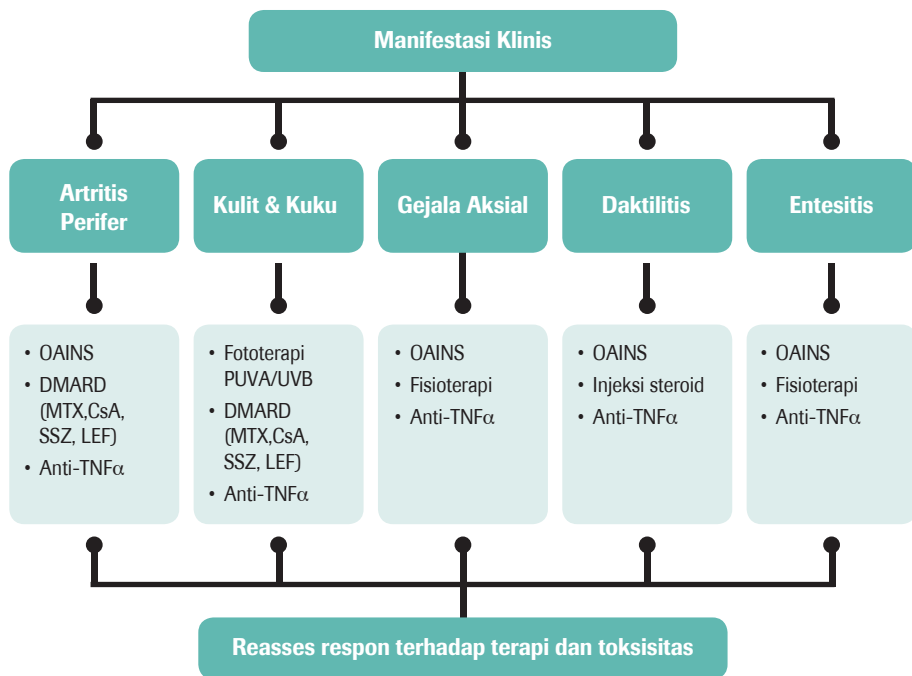 Manifestasi Klinis
Artritis
Perifer
Kulit & Kuku
Gejala Aksial
Daktilitis
Entesitis
• OAINS
• DMARD
(MTX,CsA,
SSZ, LEF)
• Anti-TNFα
• Fototerapi
PUVA/UVB
• DMARD
(MTX,CsA,
SSZ, LEF)
• Anti-TNFα
• OAINS
• Fisioterapi
• Anti-TNFα
• OAINS
• Injeksi steroid
• Anti-TNFα
• OAINS
• Fisioterapi
• Anti-TNFα
Reasses respon terhadap terapi dan toksisitas